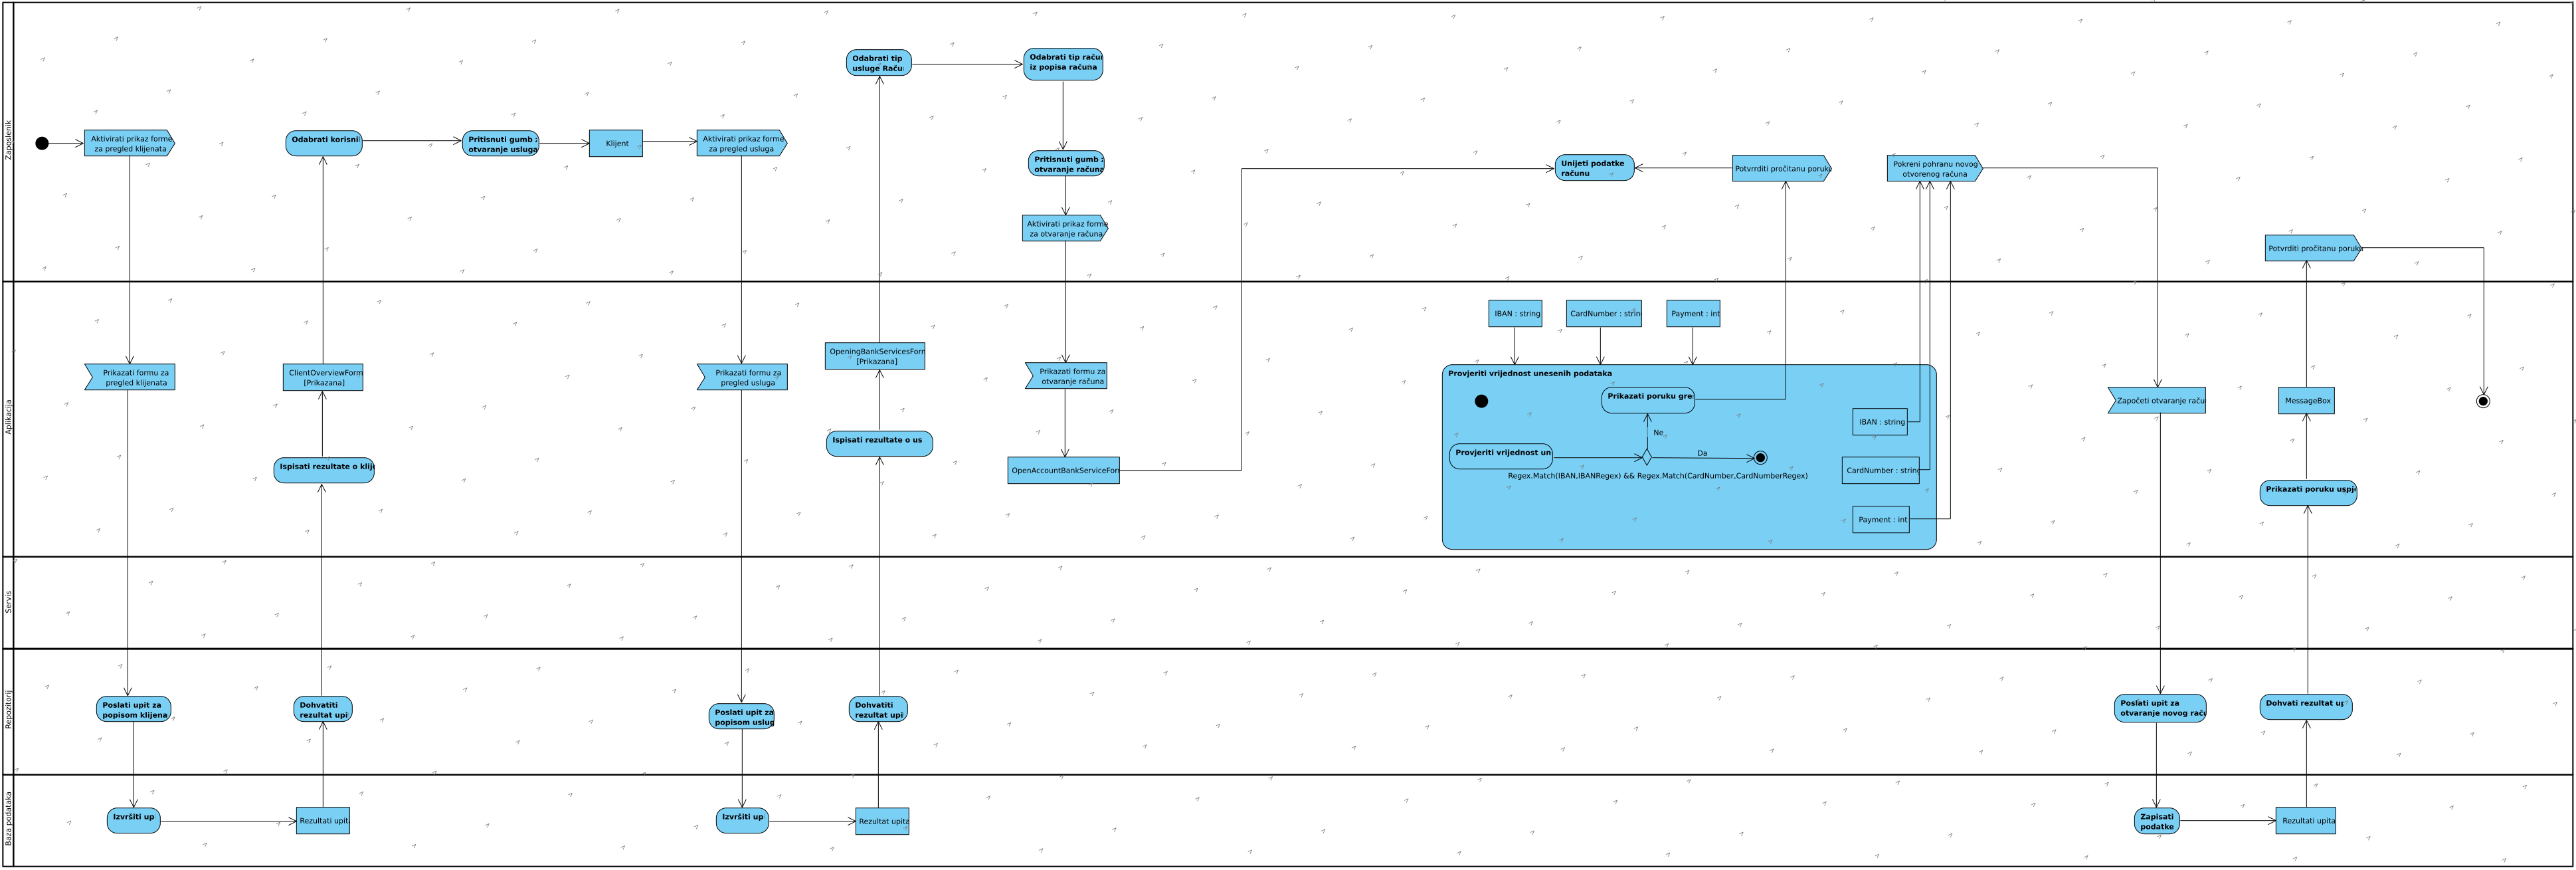 Zaposlenik
Odabrati tip
usluge Raču
Odabrati tip raču
iz popisa računa
Aktivirati prikaz forme
za pregled klijenata
Odabrati korisni
Pritisnuti gumb
otvaranje usluga
Klijent
Aktivirati prikaz forme
za pregled usluga
Pritisnuti gumb
otvaranje računa
Unijeti podatke
računu
Potvrrditi pročitanu poruku
Pokreni pohranu novog
otvorenog računa
Aktivirati prikaz forme
za otvaranje računa
Potvrditi pročitanu poruku
Aplikacija
IBAN : string
CardNumber : string
Payment : int
OpeningBankServicesForm
[Prikazana]
Prikazati formu za
pregled klijenata
ClientOverviewForm
[Prikazana]
Prikazati formu za
pregled usluga
Prikazati formu za
otvaranje računa
Provjeriti vrijednost unesenih podataka
Prikazati poruku gre
IBAN : string
Započeti otvaranje raču
MessageBox
Ne
Ispisati rezultate o us
Provjeriti vrijednost un
Da
Ispisati rezultate o klij
OpenAccountBankServiceForm
Regex.Match(IBAN,IBANRegex) && Regex.Match(CardNumber,CardNumberRegex)
CardNumber : string
Prikazati poruku uspj
Payment : int
Servis
Repozitorij
Poslati upit za
popisom klijena
Dohvatiti
rezultat upi
Poslati upit za
popisom uslug
Dohvatiti
rezultat upi
Poslati upit za
otvaranje novog raču
Dohvati rezultat up
Baza podataka
Izvršiti up
Rezultati upita
Izvršiti up
Rezultat upita
Zapisati
podatke
Rezultati upita